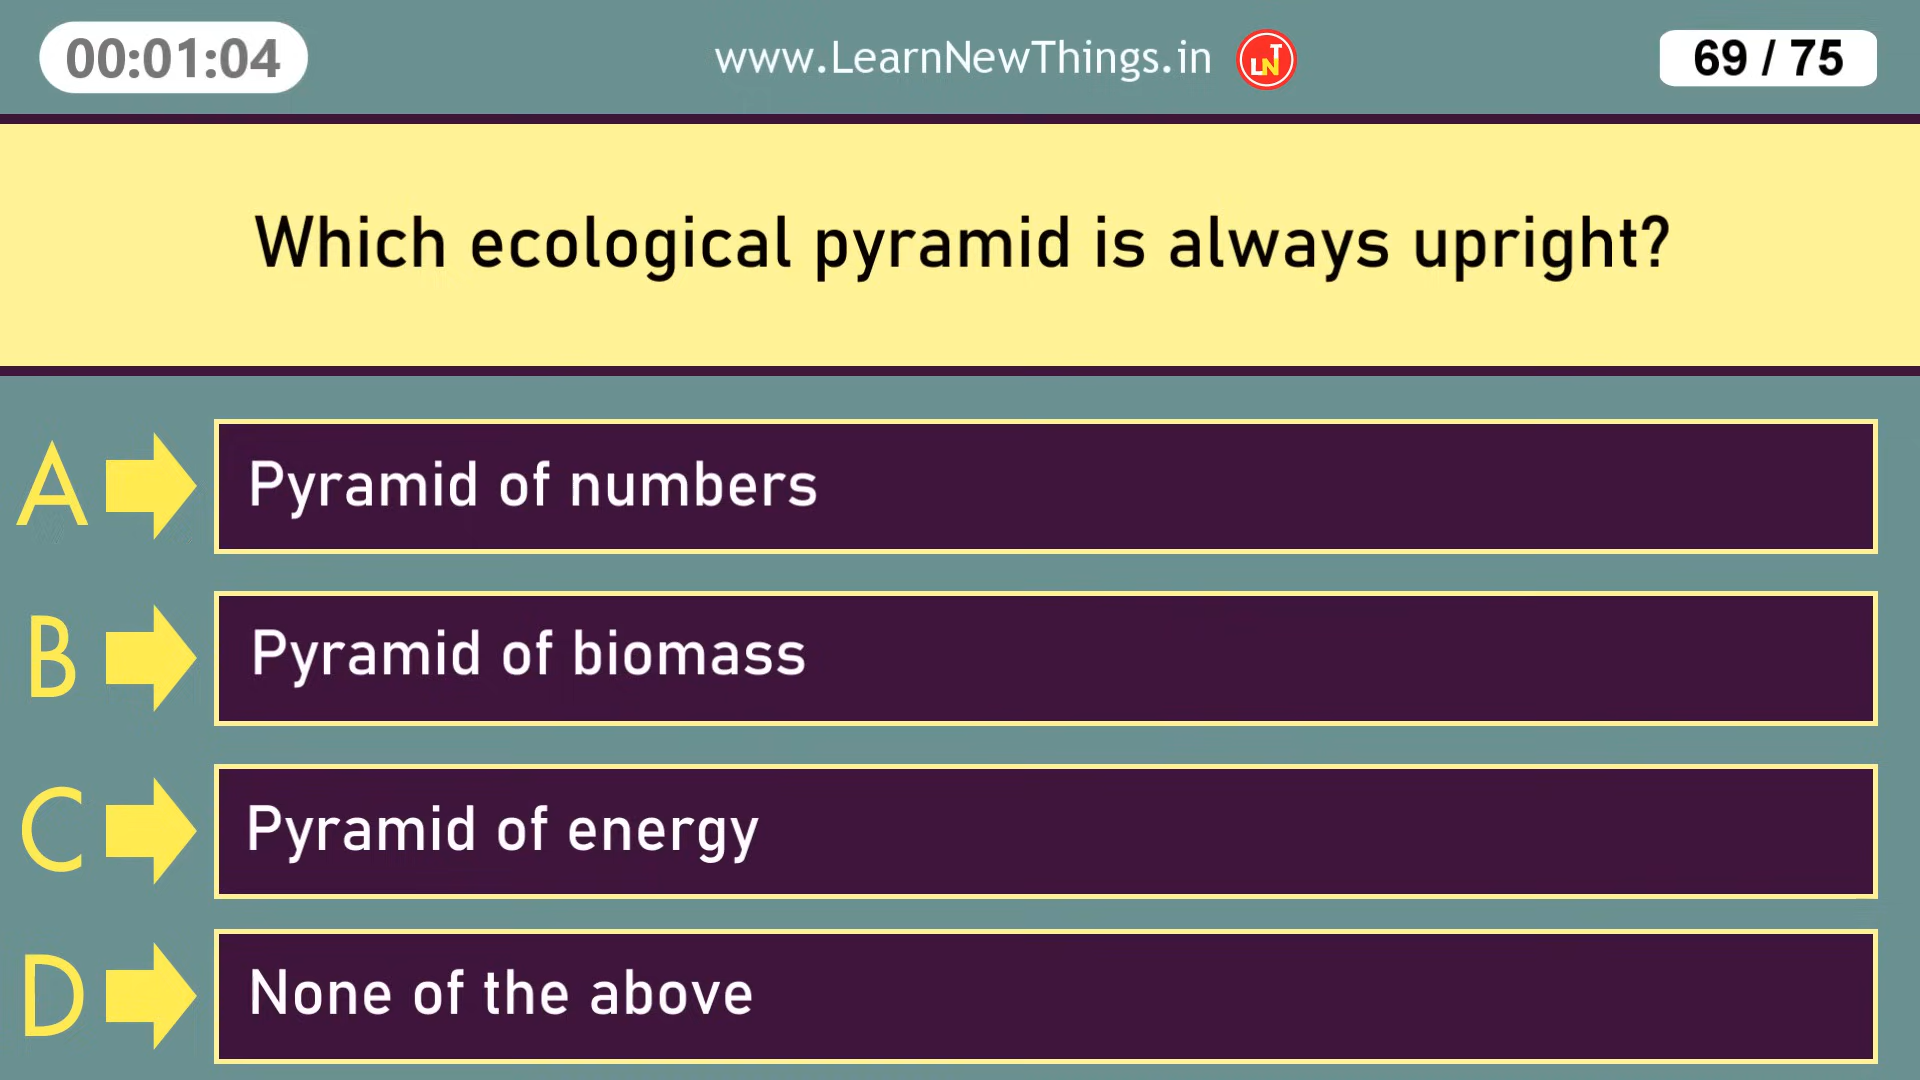 00:01:04
www.LearnNewThings.in
LNT
69 / 75
Which ecological pyramid is always upright?
A
Pyramid of numbers
B
Pyramid of biomass
C
Pyramid of energy
D
None of the above